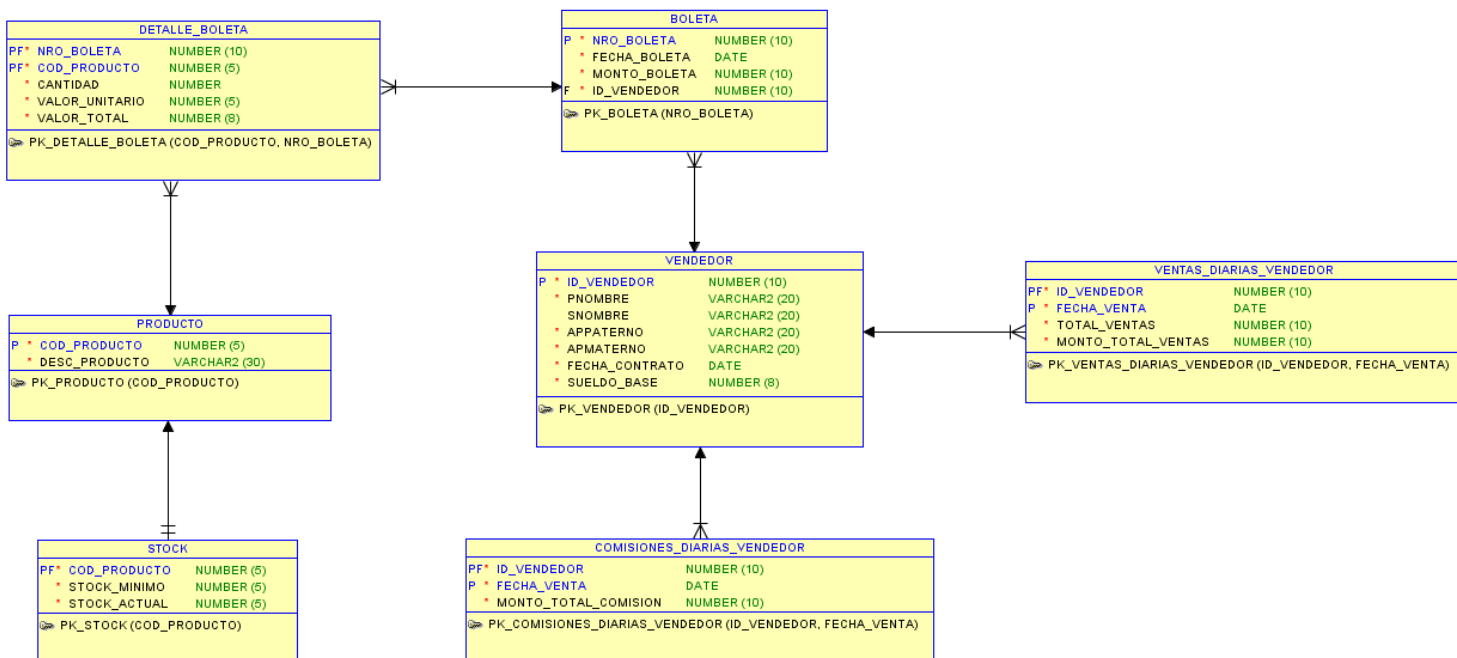 DETALLE_BOLETA
PF* NRO_BOLETA NUMBER (10)
PF* COD_PRODUCTO NUMBER (5)
* CANTIDAD NUMBER
* VALOR_UNITARIO NUMBER (5)
* VALOR_TOTAL NUMBER (8)
PK_DETALLE_BOLETA (COD_PRODUCTO, NRO_BOLETA)
BOLETA
P * NRO_BOLETA NUMBER (10)
* FECHA_BOLETA DATE
* MONTO_BOLETA NUMBER (10)
F * ID_VENDEDOR NUMBER (10)
PK_BOLETA (NRO_BOLETA)
VENDEDOR
P * ID_VENDEDOR NUMBER (10)
* PNOMBRE VARCHAR2 (20)
SNOMBRE VARCHAR2 (20)
* APPATERNO VARCHAR2 (20)
* APMATERNO VARCHAR2 (20)
* FECHA_CONTRATO DATE
* SUELDO_BASE NUMBER (8)
PK_VENDEDOR (ID_VENDEDOR)
VENTAS_DIARIAS_VENDEDOR
PF* ID_VENDEDOR NUMBER (10)
P * FECHA_VENTA DATE
* TOTAL_VENTAS NUMBER (10)
* MONTO_TOTAL_VENTAS NUMBER (10)
PK_VENTAS_DIARIAS_VENDEDOR (ID_VENDEDOR, FECHA_VENTA)
PRODUCTO
P * COD_PRODUCTO NUMBER (5)
* DESC_PRODUCTO VARCHAR2 (30)
PK_PRODUCTO (COD_PRODUCTO)
STOCK
PF* COD_PRODUCTO NUMBER (5)
* STOCK_MINIMO NUMBER (5)
* STOCK_ACTUAL NUMBER (5)
PK_STOCK (COD_PRODUCTO)
COMISIONES_DIARIAS_VENDEDOR
PF* ID_VENDEDOR NUMBER (10)
P * FECHA_VENTA DATE
* MONTO_TOTAL_COMISION NUMBER (10)
PK_COMISIONES_DIARIAS_VENDEDOR (ID_VENDEDOR, FECHA_VENTA)